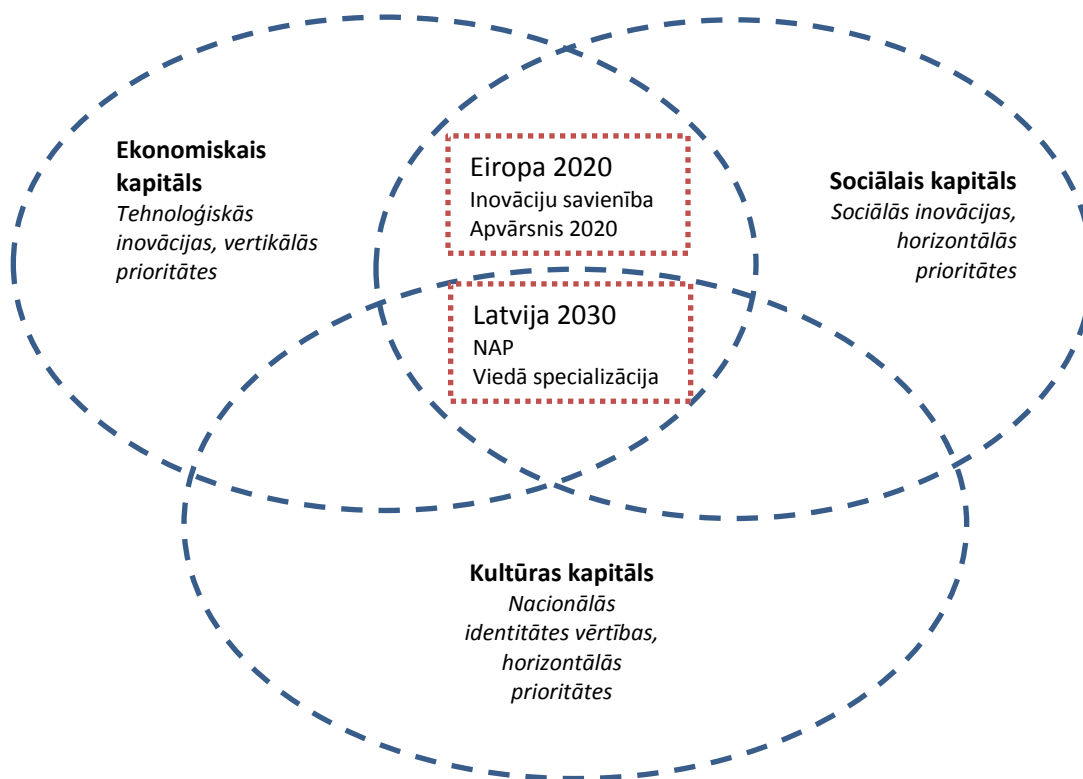 Ekonomiskais
kapitāls
Tehnoloģiskās
inovācijas, vertikālās
prioritātes
Eiropa 2020
Inovāciju savienība
Apvārsnis 2020
Sociālais kapitāls
Sociālās inovācijas,
horizontālās
prioritātes
Latvija 2030
NAP
Viedā specializācija
Kultūras kapitāls
Nacionālās
identitātes vērtības,
horizontālās
prioritātes